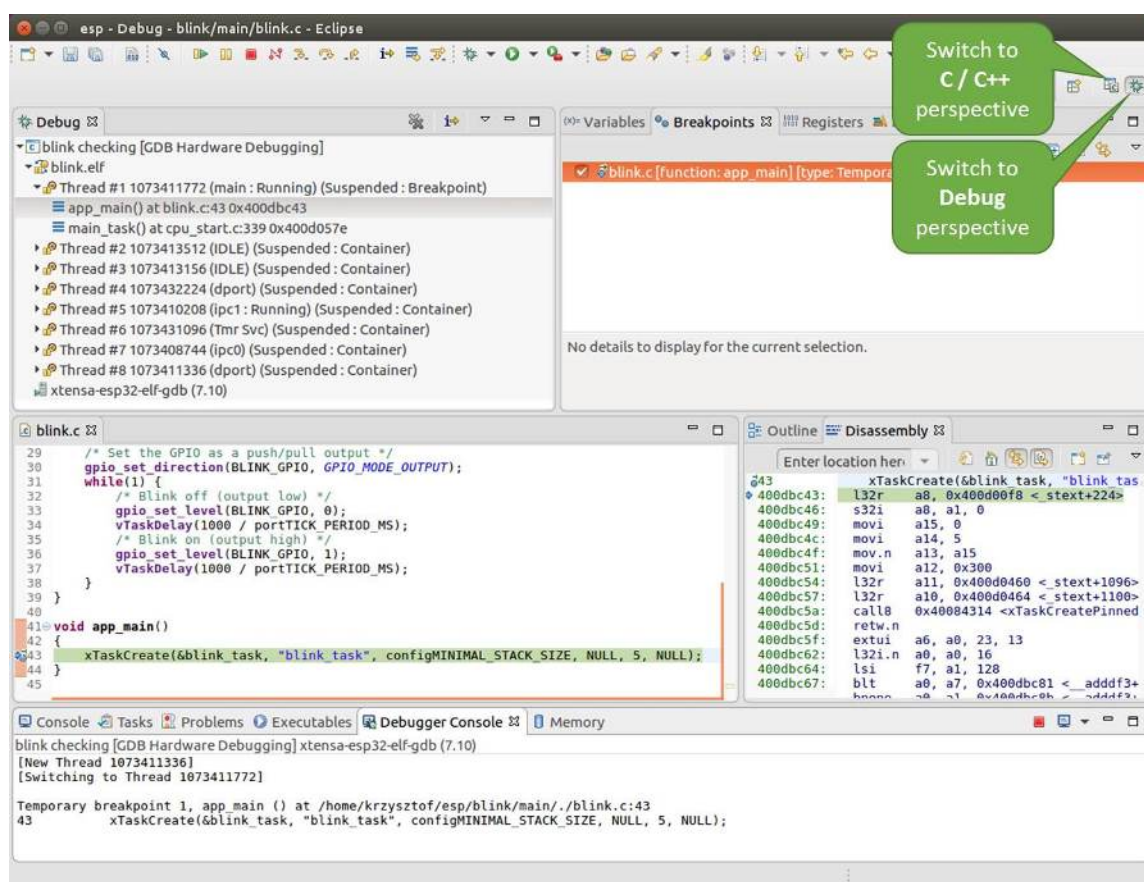 esp - Debug - blink/main/blink.c - Eclipse
Switch to
C / C++
perspective
Debug
(x)= Variables Breakpoints Registers
blink checking [GDB Hardware Debugging]
blink.elf
Thread #1 1073411772 (main : Running) (Suspended : Breakpoint)
app_main() at blink.c:43 0x400dbc43
main_task() at cpu_start.c:339 0x400d057e
Thread #2 1073413512 (IDLE) (Suspended : Container)
Thread #3 1073413156 (IDLE) (Suspended : Container)
Thread #4 1073432224 (dport) (Suspended : Container)
Thread #5 1073410208 (ipc1 : Running) (Suspended : Container)
Thread #6 1073431096 (Tmr Svc) (Suspended : Container)
Thread #7 1073408744 (ipc0) (Suspended : Container)
Thread #8 1073411336 (dport) (Suspended : Container)
xtensa-esp32-elf-gdb (7.10)
blink.c [function: app_main] [type: Tempora
Switch to
Debug
perspective
No details to display for the current selection.
blink.c
29 /* Set the GPIO as a push/pull output */
30 gpio_set_direction(BLINK_GPIO, GPIO_MODE_OUTPUT);
31 while(1) {
32 /* Blink off (output low) */
33 gpio_set_level(BLINK_GPIO, 0);
34 vTaskDelay(1000 / portTICK_PERIOD_MS);
35 /* Blink on (output high) */
36 gpio_set_level(BLINK_GPIO, 1);
37 vTaskDelay(1000 / portTICK_PERIOD_MS);
38 }
39 }
40
41 void app_main()
42 {
43 xTaskCreate(&blink_task, "blink_task", configMINIMAL_STACK_SIZE, NULL, 5, NULL);
44 }
45
Outline Disassembly
Enter location her
43 xTaskCreate(&blink_task, "blink_tas
400dbc43: l32r a8, 0x400d00f8 <_stext+224>
400dbc46: s32i a8, a1, 0
400dbc49: movi a15, 0
400dbc4c: movi a14, 5
400dbc4f: mov.n a13, a15
400dbc51: movi a12, 0x300
400dbc54: l32r a11, 0x400d0460 <_stext+1096>
400dbc57: l32r a10, 0x400d0464 <_stext+1100>
400dbc5a: call8 0x40084314 <xTaskCreatePinned
400dbc5d: retw.n
400dbc5f: extui a6, a0, 23, 13
400dbc62: l32i.n a0, a0, 16
400dbc64: lsi f7, a1, 128
400dbc67: blt a0, a7, 0x400dbc81 <__adddf3+
Console Tasks Problems Executables Debugger Console Memory
blink checking [GDB Hardware Debugging] xtensa-esp32-elf-gdb (7.10)
[New Thread 1073411336]
[Switching to Thread 1073411772]
Temporary breakpoint 1, app_main () at /home/krzysztof/esp/blink/main/./blink.c:43
43 xTaskCreate(&blink_task, "blink_task", configMINIMAL_STACK_SIZE, NULL, 5, NULL);